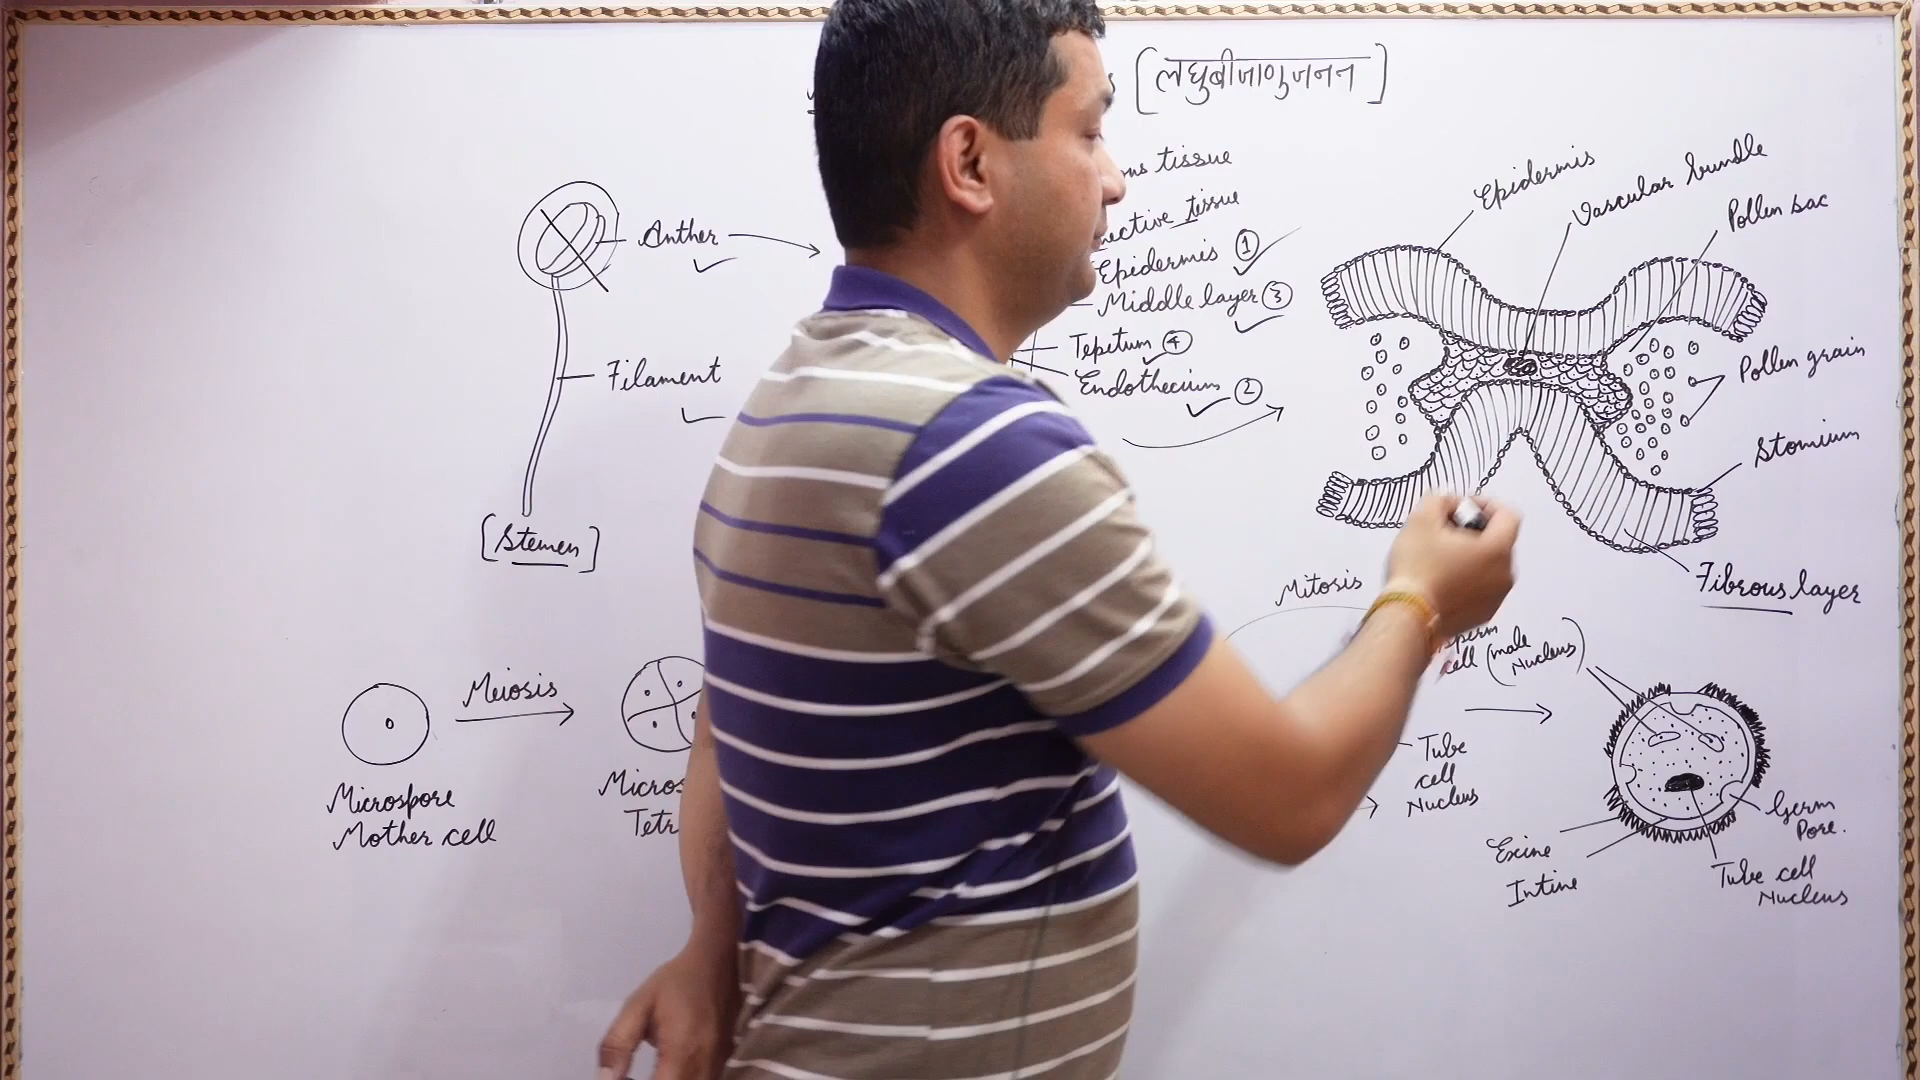 [लघुबीजाणुजनन]
Anther
Filament
[Stemen]
tissue
tissue
Epidermis ①
Middle layer ③
Tepetum ④
Endothecium ②
Epidermis
Vascular bundle
Pollen sac
Pollen grain
Stomium
Fibrous layer
Meiosis
Microspore
Mother cell
Mitosis
sperm
cell (male
Nucleus)
Tube
cell
Nucleus
Exine
Intine
Germ
Pore.
Tube cell
Nucleus